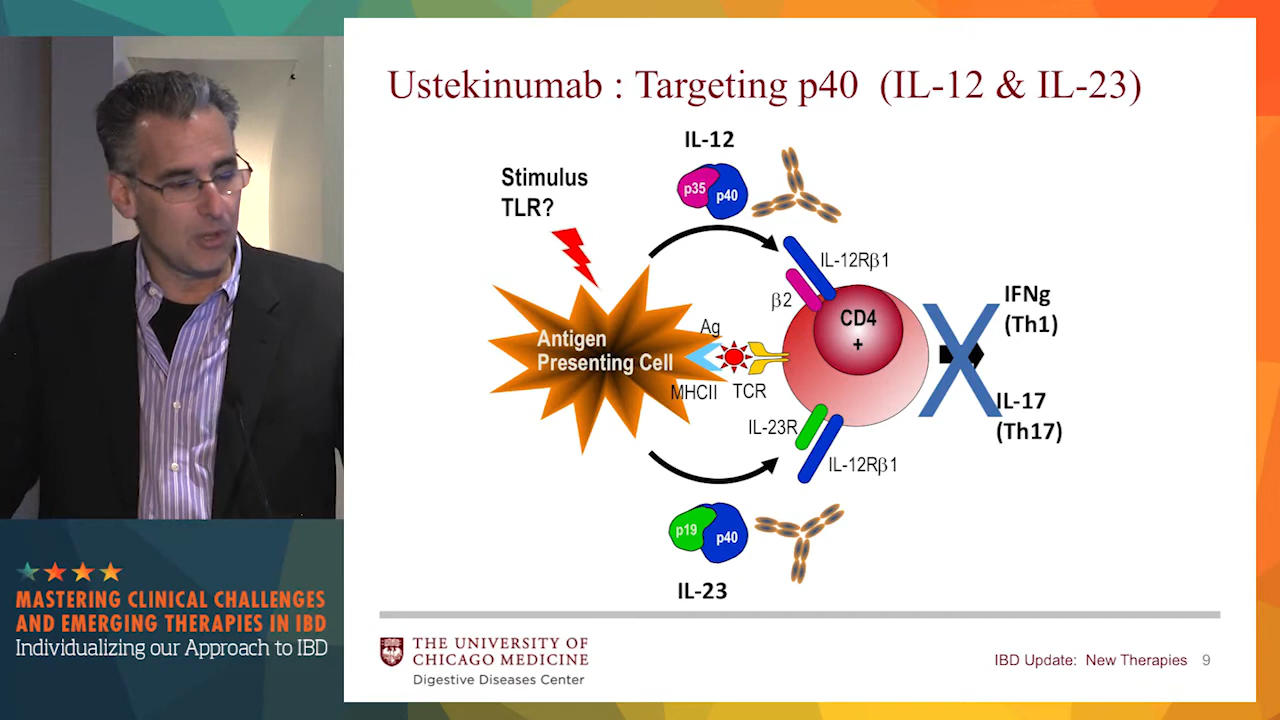 Ustekinumab : Targeting p40 (IL-12 & IL-23)
IL-12
Stimulus
TLR?
p35
p40
IL-12Rβ1
β2
CD4
+
IFNg
(Th1)
Antigen
Presenting Cell
Ag
MHCII
TCR
IL-17
(Th17)
IL-23R
IL-12Rβ1
p19
p40
IL-23
MASTERING CLINICAL CHALLENGES
AND EMERGING THERAPIES IN IBD
Individualizing our Approach to IBD
THE UNIVERSITY OF
CHICAGO MEDICINE
Digestive Diseases Center
IBD Update: New Therapies 9